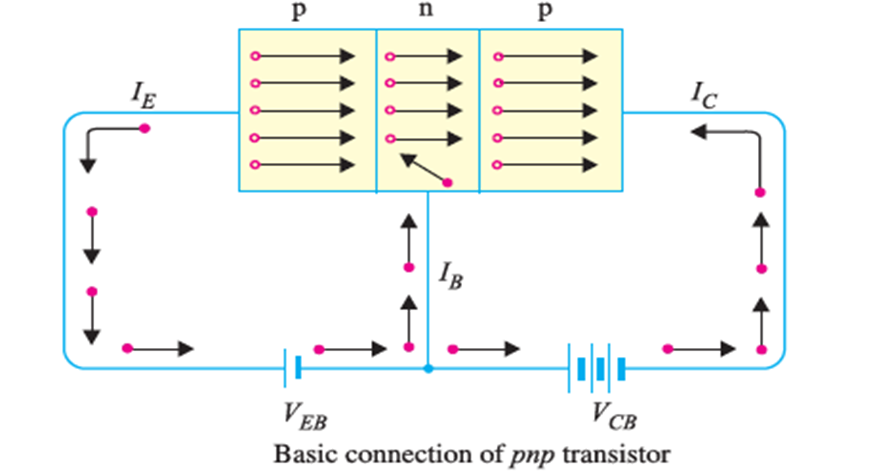 p n p
I_E I_C
I_B
V_EB V_CB
Basic connection of pnp transistor